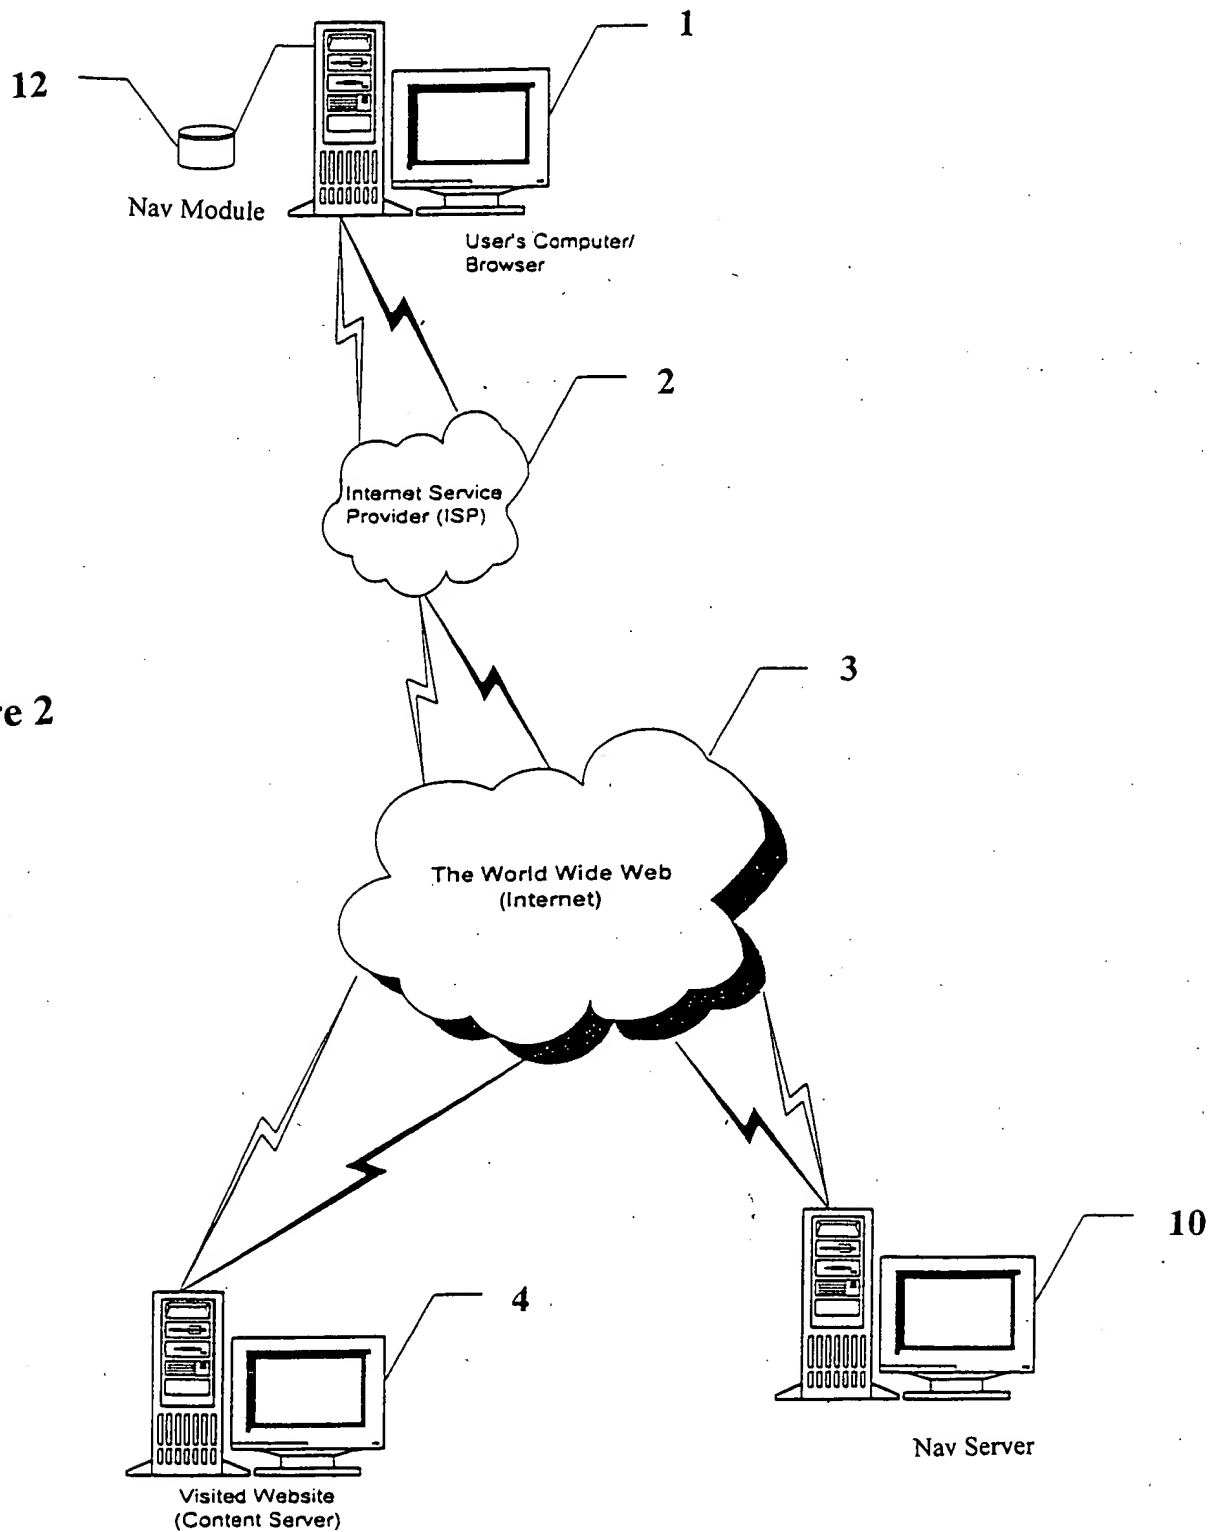 1
12
Nav Module
User's Computer/
Browser
2
Internet Service
Provider (ISP)
3
re 2
The World Wide Web
(Internet)
10
4
Nav Server
Visited Website
(Content Server)